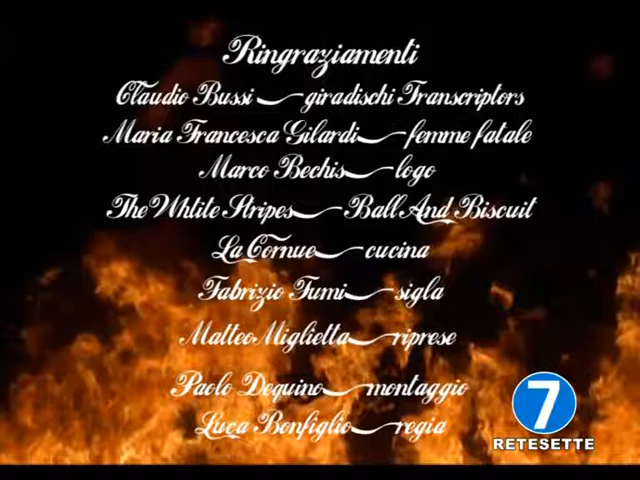 Ringraziamenti
Claudio Bussi — giradischi Transcriptors
Maria Francesca Gilardi — femme fatale
Marco Bechis — logo
The Whtite Stripes — Ball And Biscuit
La Cornue — cucina
Fabrizio Fumi — sigla
Matteo Miglietta — riprese
Paolo Dequino — montaggio
Luca Bonfiglio — regia
7
RETESETTE